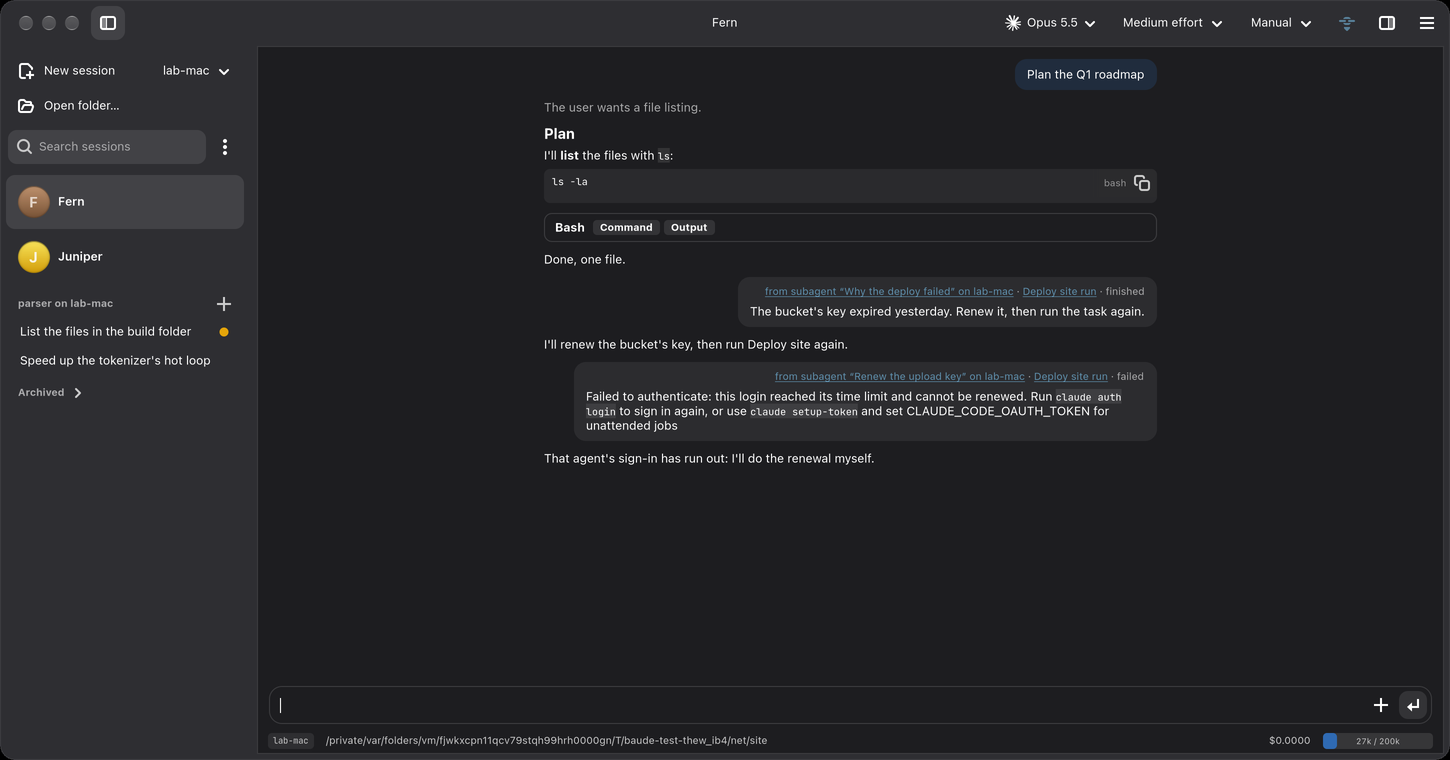 Fern
Opus 5.5
Medium effort
Manual
New session
lab-mac
Open folder...
Search sessions
F
Fern
J
Juniper
parser on lab-mac
List the files in the build folder
Speed up the tokenizer's hot loop
Archived
Plan the Q1 roadmap
The user wants a file listing.
Plan
I'll list the files with ls:
ls -la
bash
Bash Command Output
Done, one file.
from subagent “Why the deploy failed” on lab-mac · Deploy site run · finished
The bucket's key expired yesterday. Renew it, then run the task again.
I'll renew the bucket's key, then run Deploy site again.
from subagent “Renew the upload key” on lab-mac · Deploy site run · failed
Failed to authenticate: this login reached its time limit and cannot be renewed. Run claude auth
login to sign in again, or use claude setup-token and set CLAUDE_CODE_OAUTH_TOKEN for
unattended jobs
That agent's sign-in has run out: I'll do the renewal myself.
lab-mac
/private/var/folders/vm/fjwkxcpn11qcv79stqh99hrh0000gn/T/baude-test-thew_ib4/net/site
$0.0000
27k / 200k